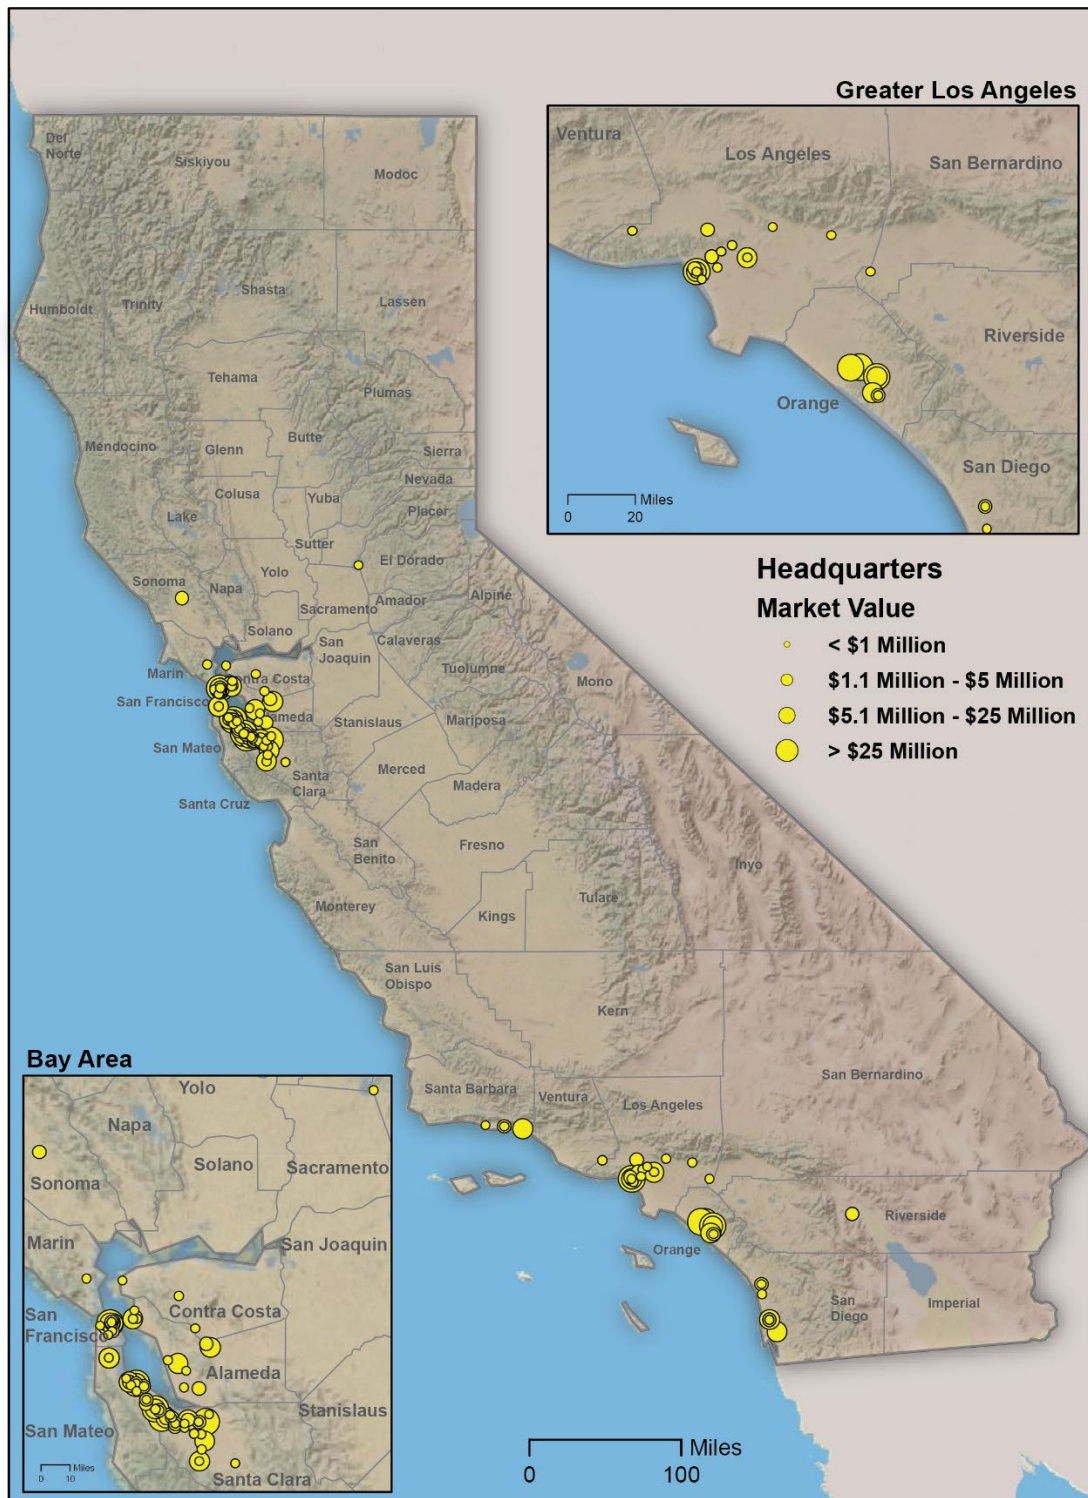 Greater Los Angeles
Ventura
Los Angeles
San Bernardino
Riverside
Orange
San Diego
Miles
0 20
Headquarters
Market Value
< $1 Million
$1.1 Million - $5 Million
$5.1 Million - $25 Million
> $25 Million
Del
Norte
Siskiyou
Modoc
Humboldt
Trinity
Shasta
Lassen
Tehama
Plumas
Mendocino
Glenn
Butte
Sierra
Nevada
Colusa
Yuba
Placer
Lake
Sutter
El Dorado
Sonoma
Napa
Yolo
Sacramento
Amador
Alpine
Solano
San
Joaquin
Calaveras
Marin
Contra Costa
Tuolumne
Mono
San Francisco
Alameda
Stanislaus
Mariposa
San Mateo
Santa
Clara
Merced
Madera
Santa Cruz
San
Benito
Fresno
Inyo
Monterey
Kings
Tulare
San Luis
Obispo
Kern
Santa Barbara
Ventura
Los Angeles
San Bernardino
Orange
Riverside
San
Diego
Imperial
Miles
0 100
Bay Area
Yolo
Napa
Solano
Sacramento
Sonoma
Marin
San Joaquin
Contra Costa
San
Francisco
Alameda
Stanislaus
San Mateo
Santa Clara
Miles
0 10